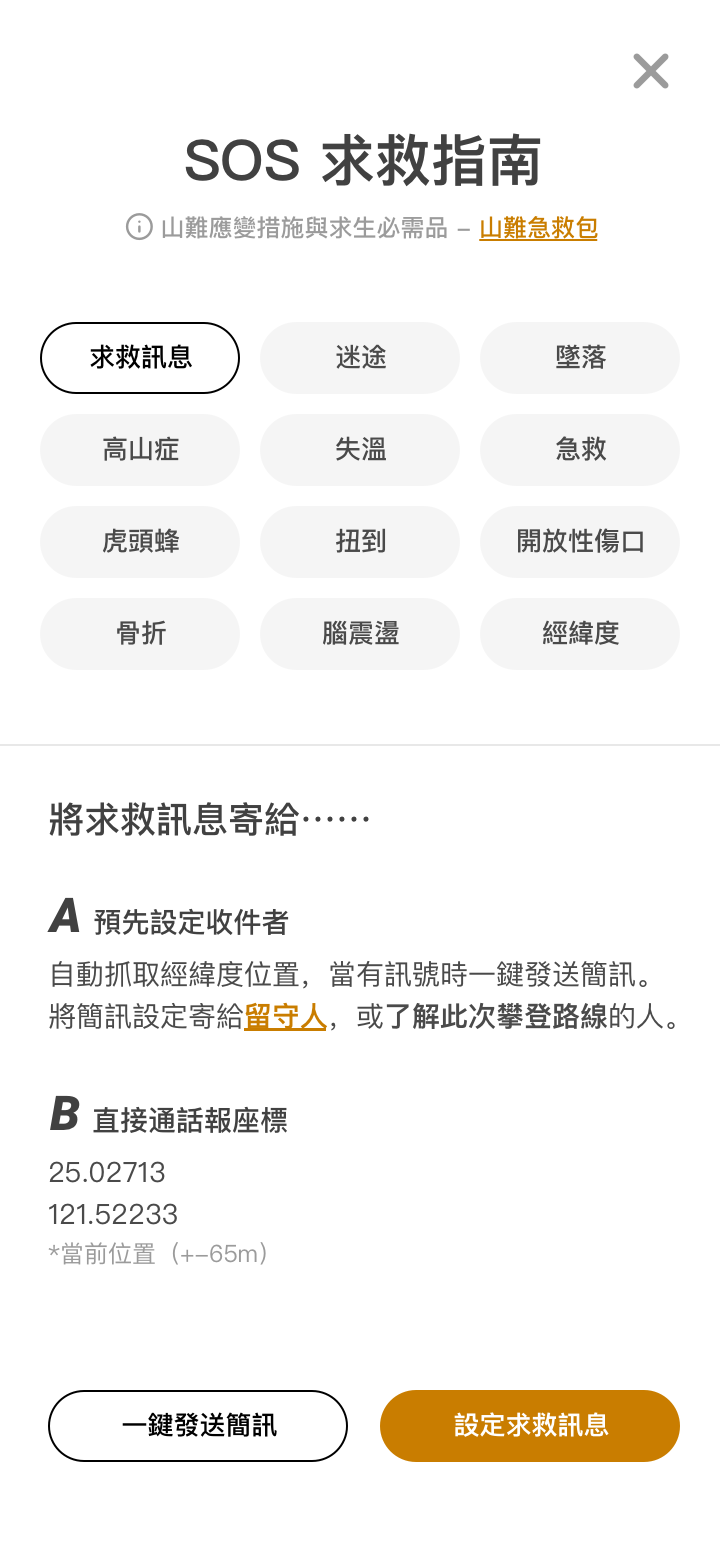 SOS 求救指南
山難應變措施與求生必需品 – 山難急救包
求救訊息
迷途
墜落
高山症
失溫
急救
虎頭蜂
扭到
開放性傷口
骨折
腦震盪
經緯度
將求救訊息寄給⋯⋯
A 預先設定收件者
自動抓取經緯度位置，當有訊號時一鍵發送簡訊。
將簡訊設定寄給留守人，或了解此次攀登路線的人。
B 直接通話報座標
25.02713
121.52233
*當前位置（+–65m）
一鍵發送簡訊
設定求救訊息